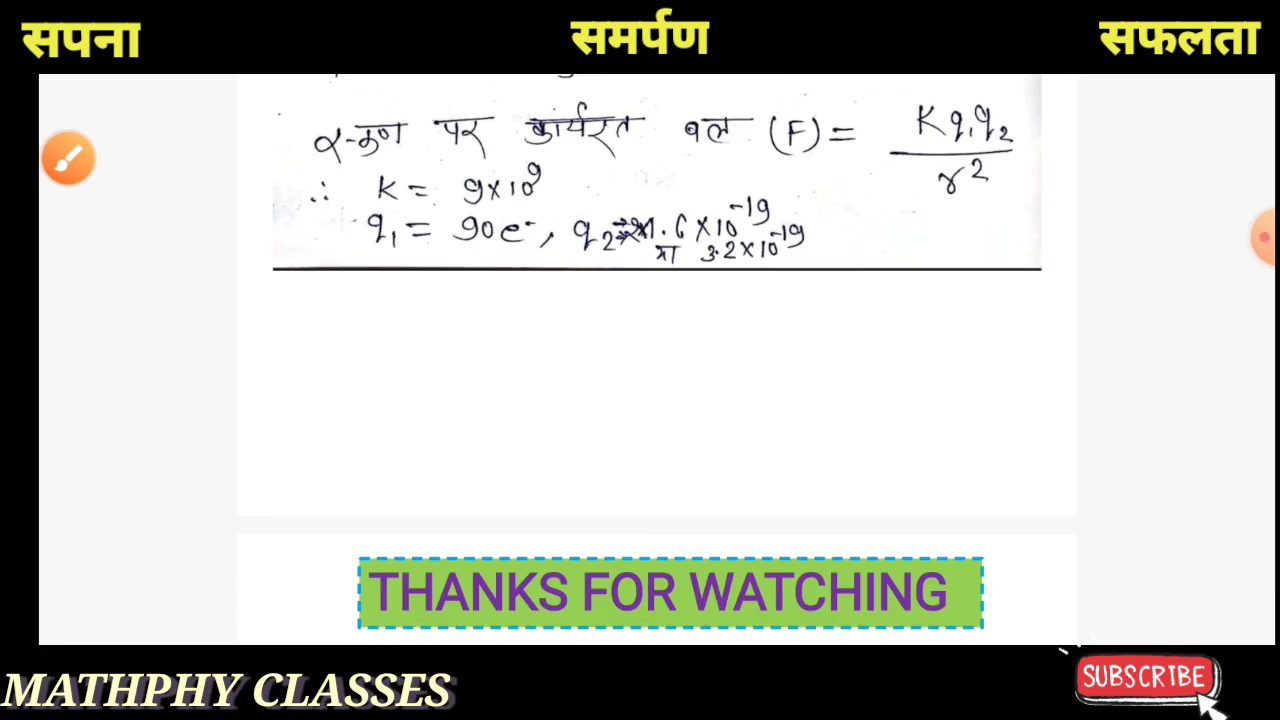 सपना समर्पण सफलता
α-कण पर कार्यरत बल (F) = Kq₁q₂ / r²
∴ K = 9×10⁹
q₁ = 90e⁻, q₂ 1.6×10⁻¹⁹
या 3.2×10⁻¹⁹
THANKS FOR WATCHING
MATHPHY CLASSES
SUBSCRIBE